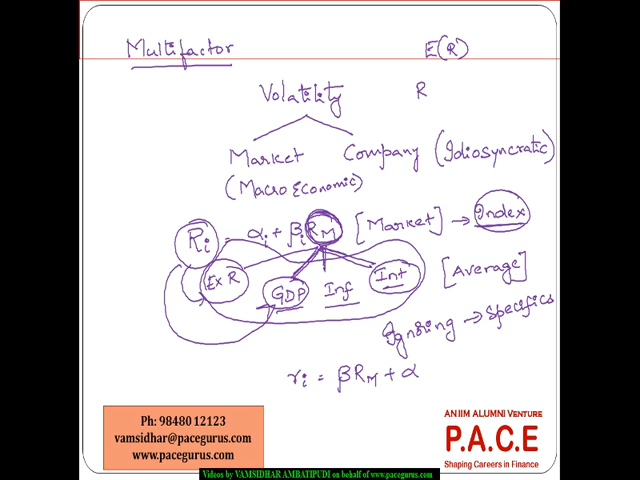 Multifactor E(R)
Volatility R
Market Company (Idiosyncratic)
(Macro Economic)
Ri = αi + βi RM [Market] → Index
Ex R GDP Inf Int [Average]
Ignoring → Specifics
ri = β RM + α
Ph: 98480 12123
vamsidhar@pacegurus.com
www.pacegurus.com
AN IIM ALUMNI VENTURE
P.A.C.E
Shaping Careers in Finance
Videos by VAMSIDHAR AMBATIPUDI on behalf of www.pacegurus.com